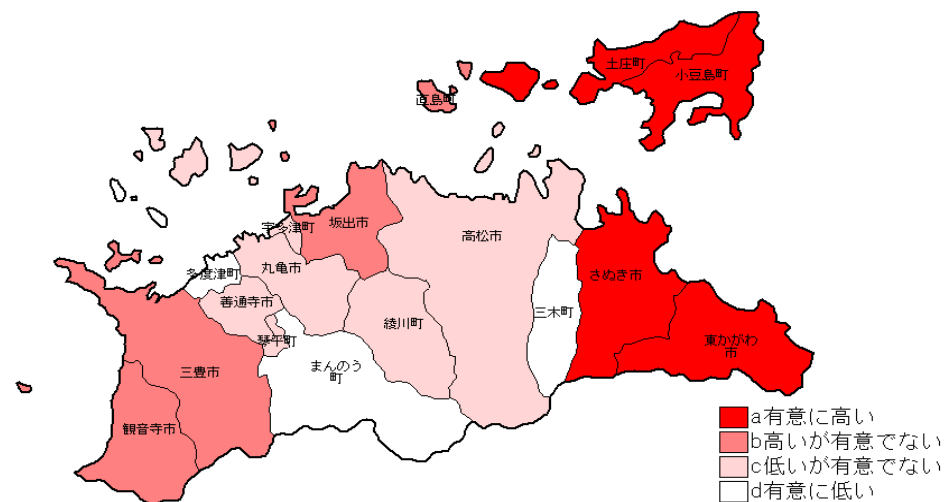 土庄町
小豆島町
直島町
宇多津町
坂出市
高松市
多度津町
丸亀市
さぬき市
善通寺市
三木町
綾川町
琴平町
東かがわ
市
まんのう
町
三豊市
観音寺市
a有意に高い
b高いが有意でない
c低いが有意でない
d有意に低い